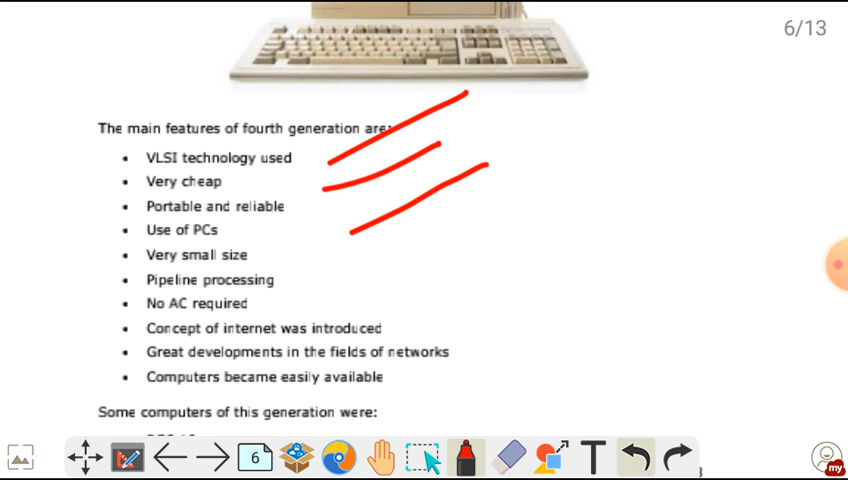 6/13
The main features of fourth generation are:
• VLSI technology used
• Very cheap
• Portable and reliable
• Use of PCs
• Very small size
• Pipeline processing
• No AC required
• Concept of internet was introduced
• Great developments in the fields of networks
• Computers became easily available
Some computers of this generation were:
6
T
my